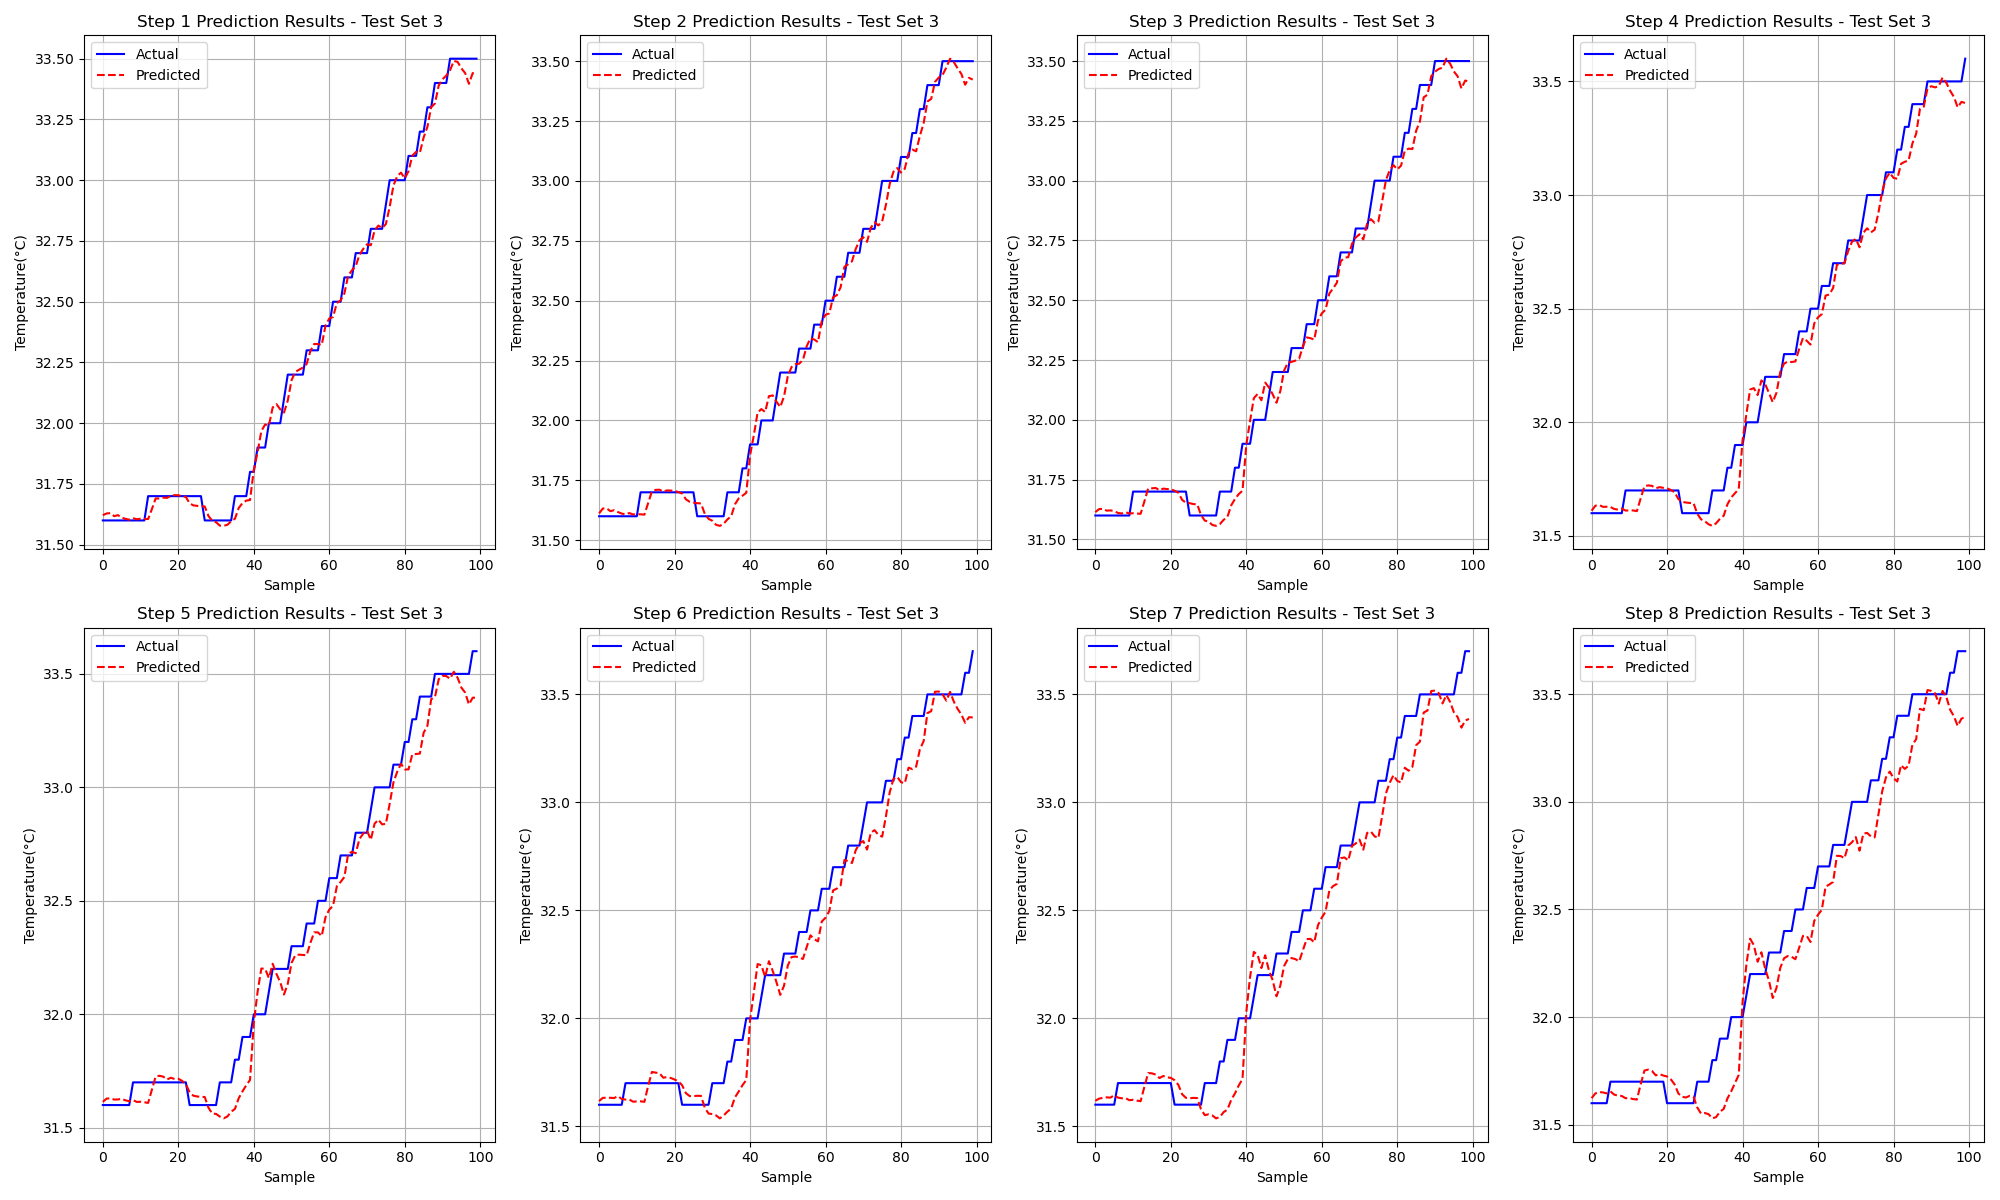 Step 1 Prediction Results - Test Set 3
Actual
Predicted
33.50
33.25
33.00
32.75
32.50
32.25
32.00
31.75
31.50
Temperature(°C)
0 20 40 60 80 100
Sample
Step 2 Prediction Results - Test Set 3
Actual
Predicted
33.50
33.25
33.00
32.75
32.50
32.25
32.00
31.75
31.50
Temperature(°C)
0 20 40 60 80 100
Sample
Step 3 Prediction Results - Test Set 3
Actual
Predicted
33.50
33.25
33.00
32.75
32.50
32.25
32.00
31.75
31.50
Temperature(°C)
0 20 40 60 80 100
Sample
Step 4 Prediction Results - Test Set 3
Actual
Predicted
33.5
33.0
32.5
32.0
31.5
Temperature(°C)
0 20 40 60 80 100
Sample
Step 5 Prediction Results - Test Set 3
Actual
Predicted
33.5
33.0
32.5
32.0
31.5
Temperature(°C)
0 20 40 60 80 100
Sample
Step 6 Prediction Results - Test Set 3
Actual
Predicted
33.5
33.0
32.5
32.0
31.5
Temperature(°C)
0 20 40 60 80 100
Sample
Step 7 Prediction Results - Test Set 3
Actual
Predicted
33.5
33.0
32.5
32.0
31.5
Temperature(°C)
0 20 40 60 80 100
Sample
Step 8 Prediction Results - Test Set 3
Actual
Predicted
33.5
33.0
32.5
32.0
31.5
Temperature(°C)
0 20 40 60 80 100
Sample